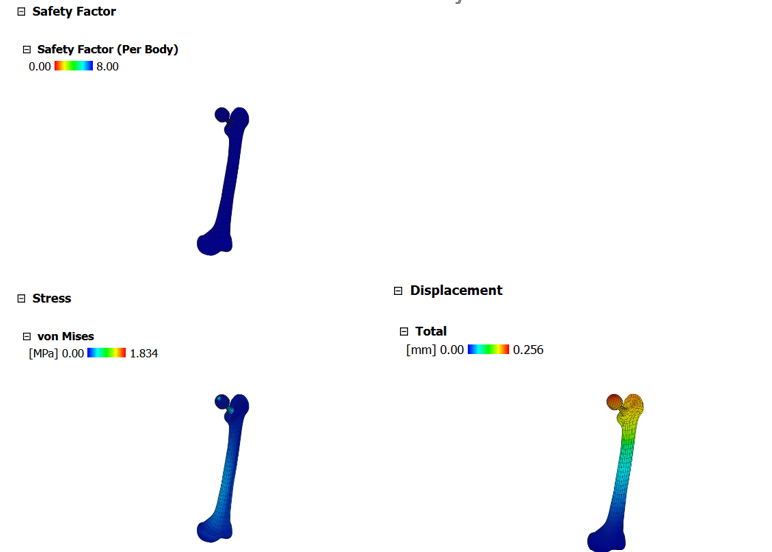 Safety Factor
Safety Factor (Per Body)
0.00 8.00
Stress
von Mises
[MPa] 0.00 1.834
Displacement
Total
[mm] 0.00 0.256